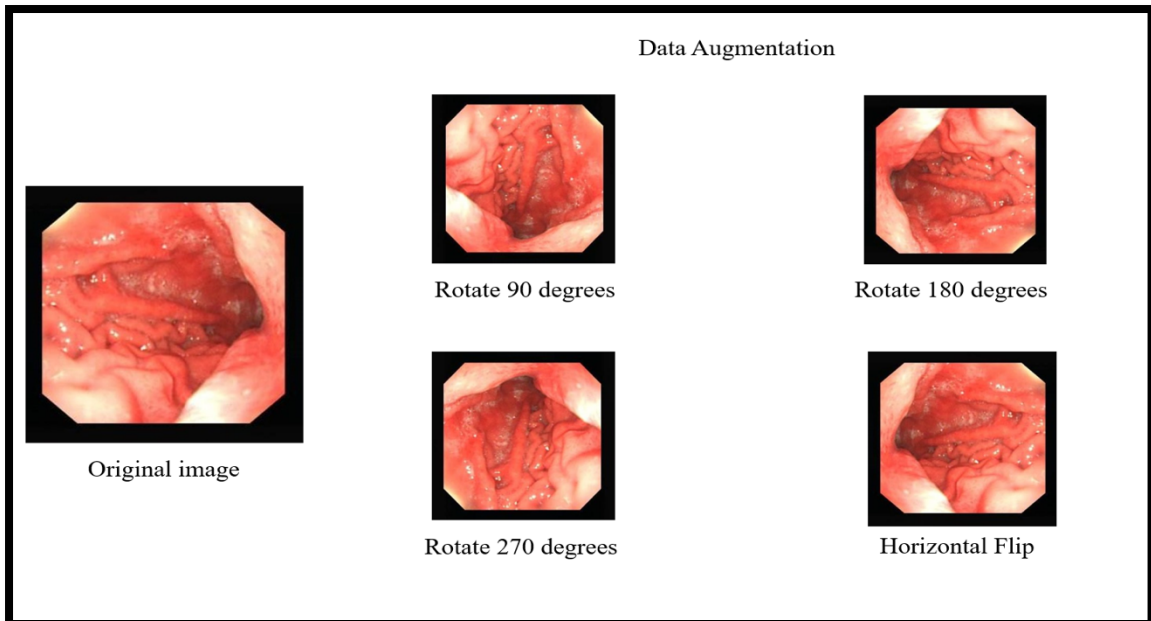 Data Augmentation
Rotate 90 degrees
Rotate 180 degrees
Original image
Rotate 270 degrees
Horizontal Flip